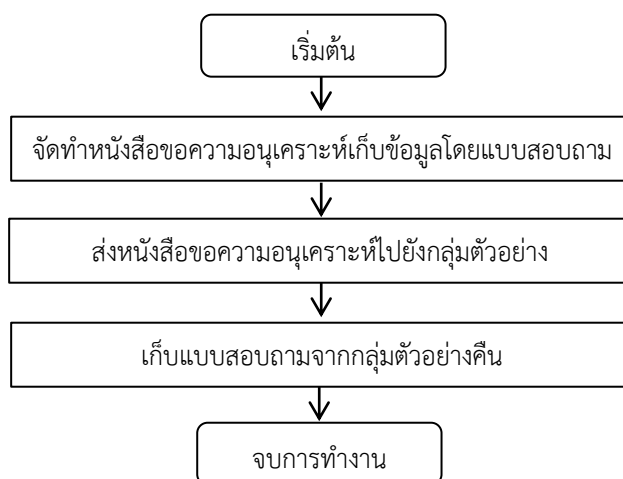 เริ่มต้น
จัดทำหนังสือขอความอนุเคราะห์เก็บข้อมูลโดยแบบสอบถาม
ส่งหนังสือขอความอนุเคราะห์ไปยังกลุ่มตัวอย่าง
เก็บแบบสอบถามจากกลุ่มตัวอย่างคืน
จบการทำงาน